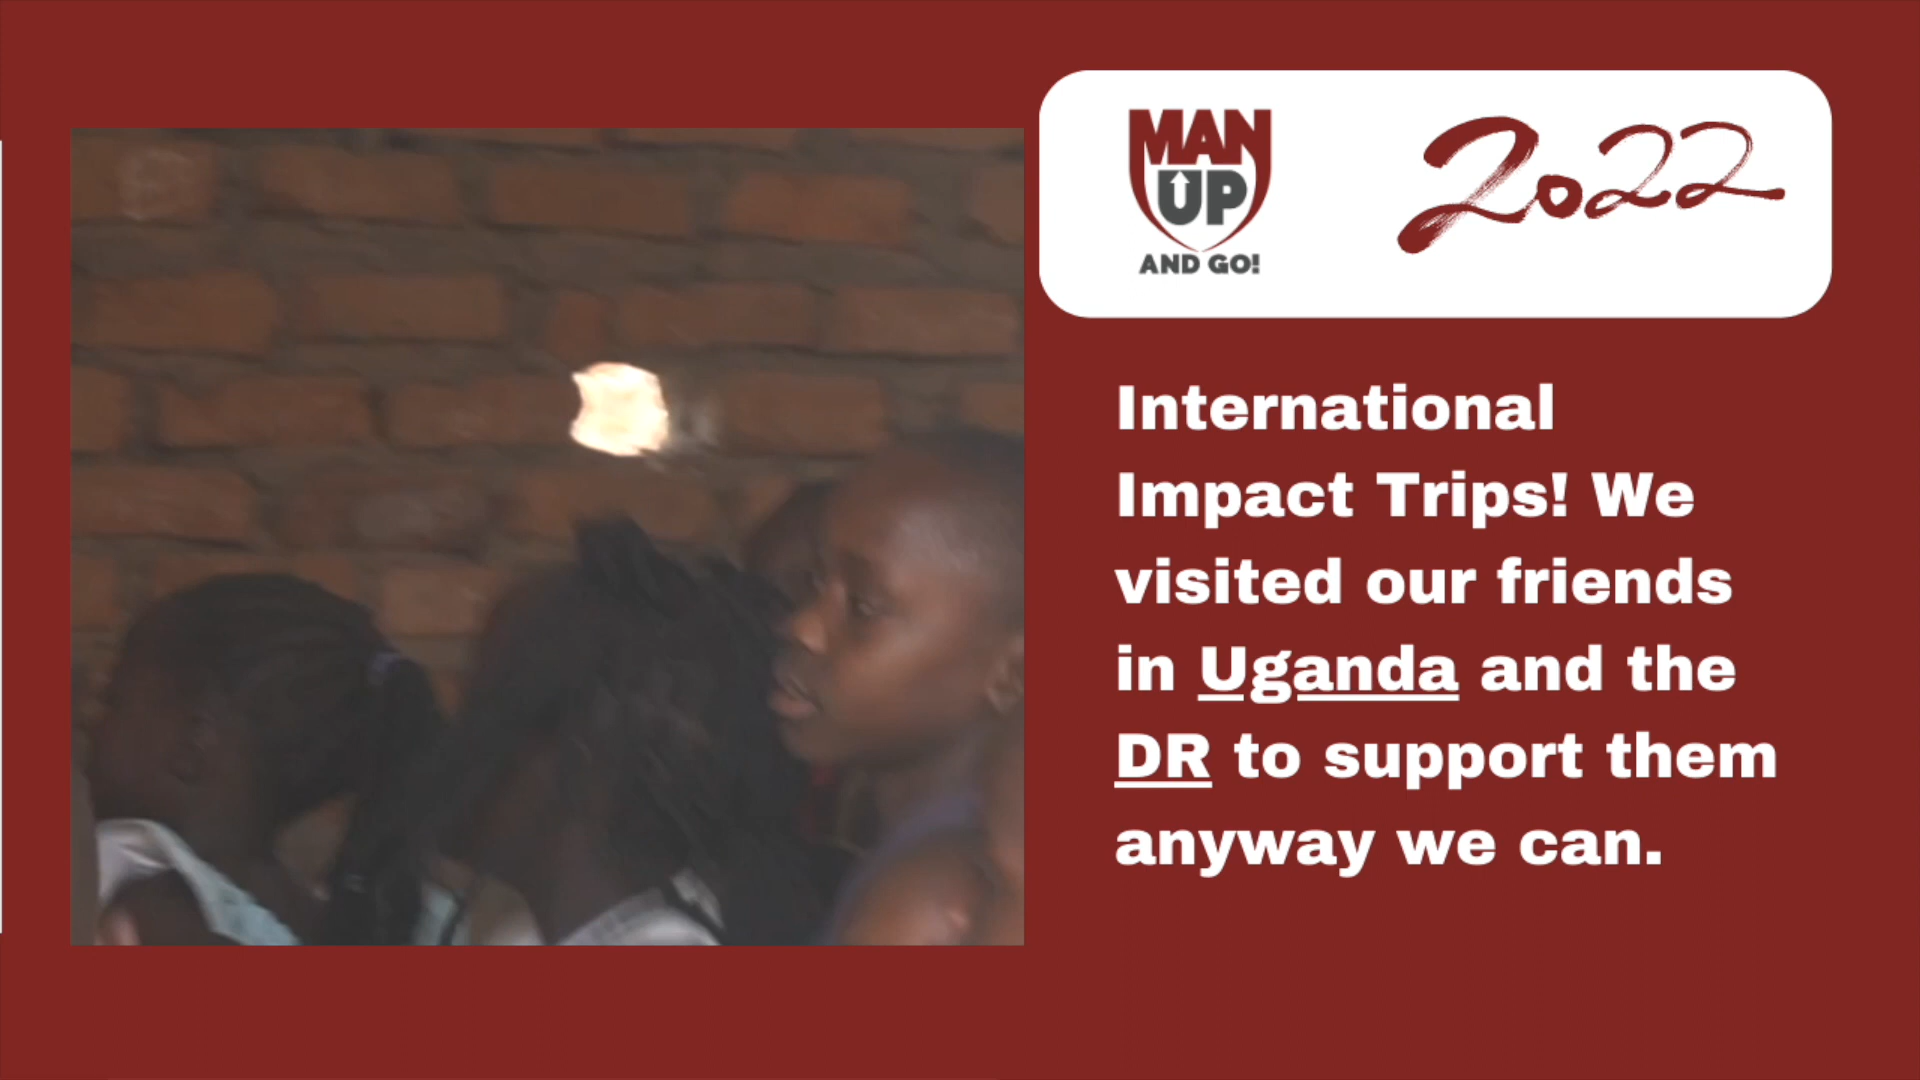 MAN
UP
AND GO!
2022
International
Impact Trips! We
visited our friends
in Uganda and the
DR to support them
anyway we can.